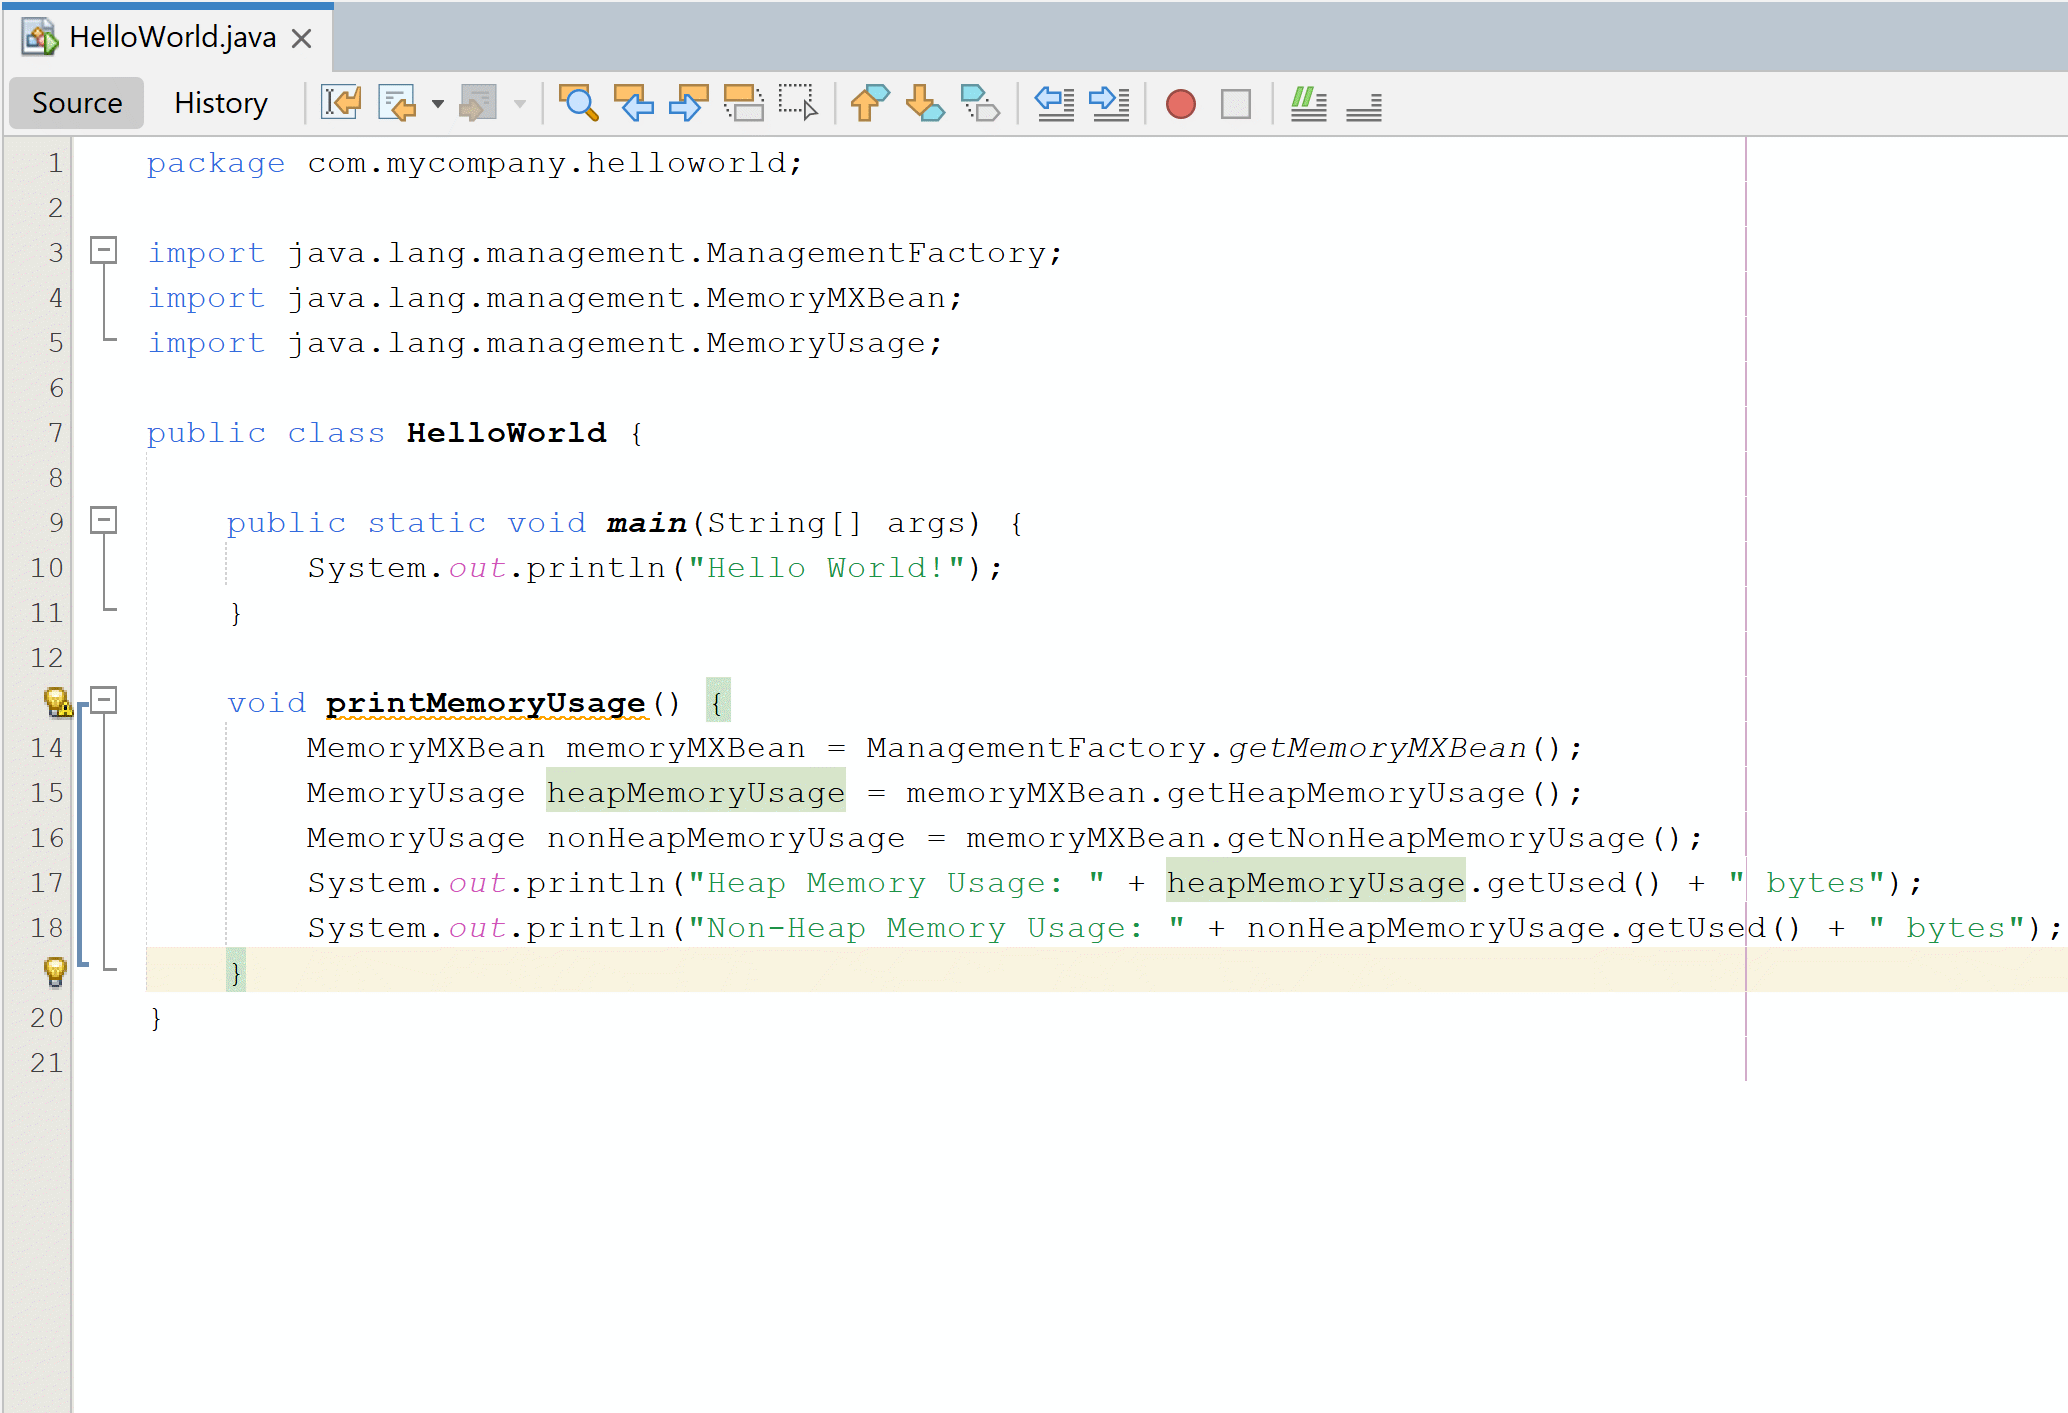 HelloWorld.java
Source History
1 package com.mycompany.helloworld;
2
3 import java.lang.management.ManagementFactory;
4 import java.lang.management.MemoryMXBean;
5 import java.lang.management.MemoryUsage;
6
7 public class HelloWorld {
8
9 public static void main(String[] args) {
10 System.out.println("Hello World!");
11 }
12
void printMemoryUsage() {
14 MemoryMXBean memoryMXBean = ManagementFactory.getMemoryMXBean();
15 MemoryUsage heapMemoryUsage = memoryMXBean.getHeapMemoryUsage();
16 MemoryUsage nonHeapMemoryUsage = memoryMXBean.getNonHeapMemoryUsage();
17 System.out.println("Heap Memory Usage: " + heapMemoryUsage.getUsed() + " bytes");
18 System.out.println("Non-Heap Memory Usage: " + nonHeapMemoryUsage.getUsed() + " bytes");
}
20 }
21